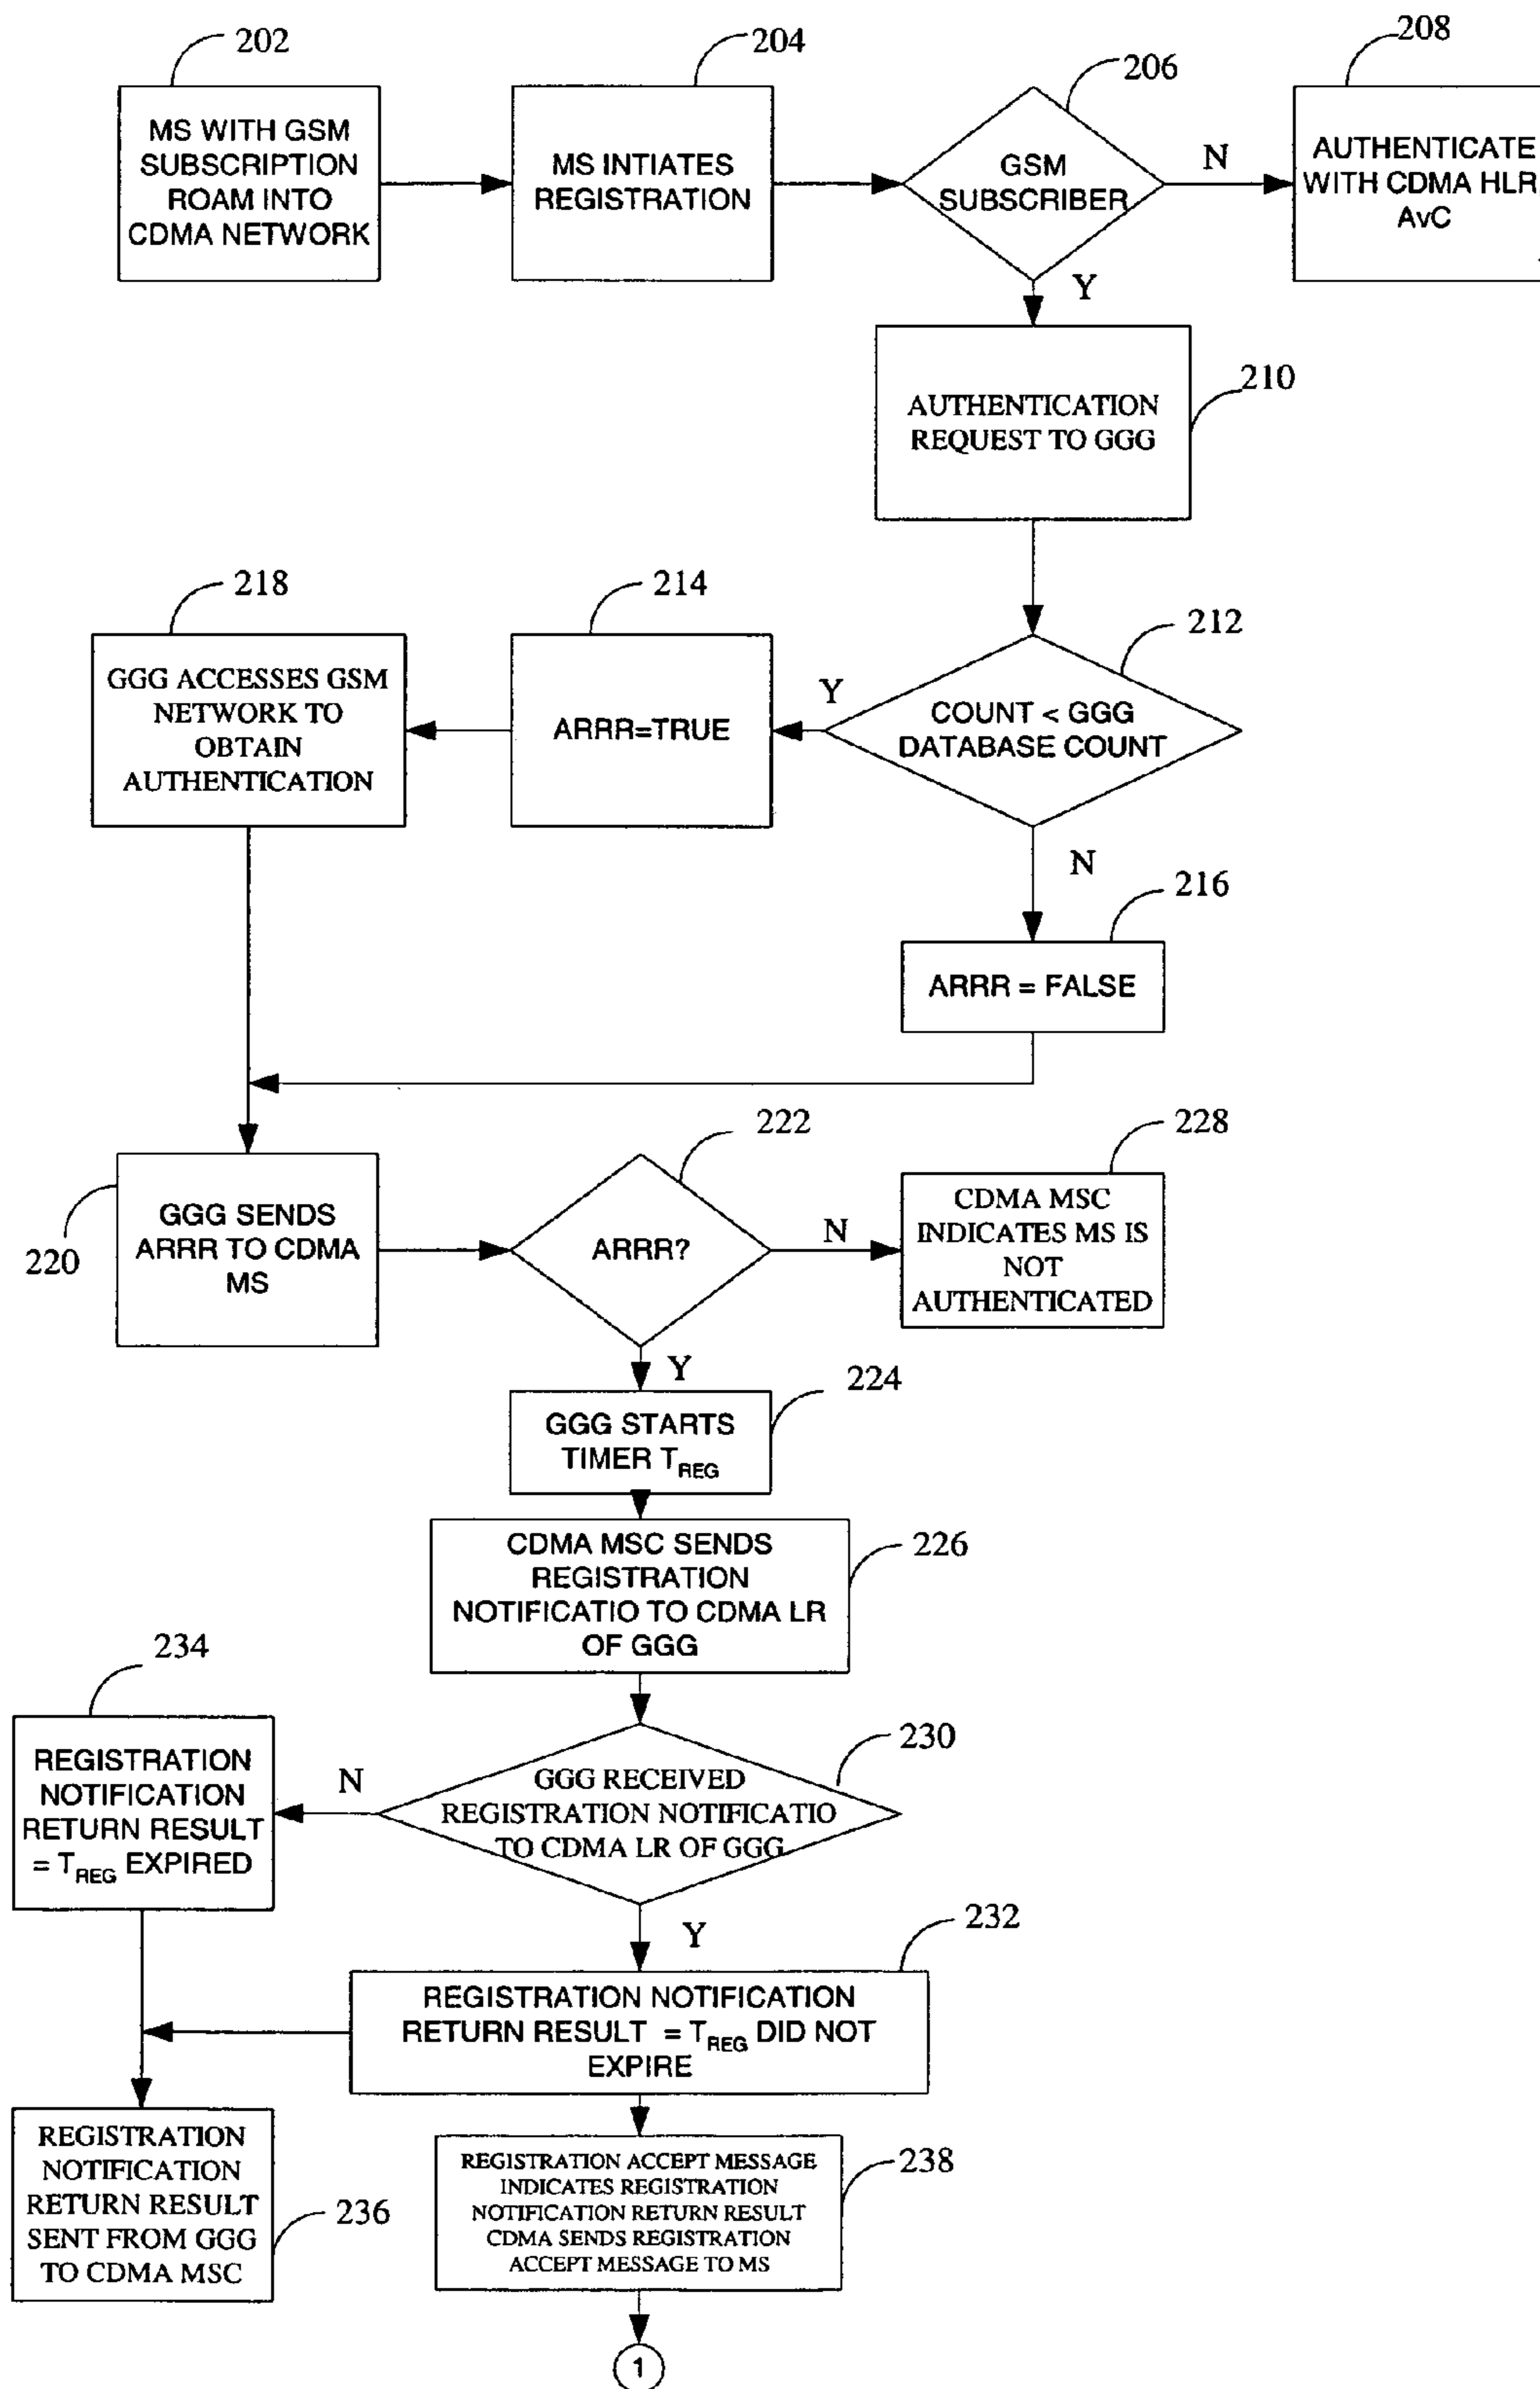 202
204
206
208
MS WITH GSM
SUBSCRIPTION
ROAM INTO
CDMA NETWORK
MS INTIATES
REGISTRATION
GSM
SUBSCRIBER
N
AUTHENTICATE
WITH CDMA HLR
AvC
Y
210
AUTHENTICATION
REQUEST TO GGG
218
214
212
GGG ACCESSES GSM
NETWORK TO
OBTAIN
AUTHENTICATION
ARRR=TRUE
Y
COUNT < GGG
DATABASE COUNT
N
216
ARRR = FALSE
222
228
220
GGG SENDS
ARRR TO CDMA
MS
ARRR?
N
CDMA MSC
INDICATES MS IS
NOT
AUTHENTICATED
Y
224
GGG STARTS
TIMER TREG
226
CDMA MSC SENDS
REGISTRATION
NOTIFICATIO TO CDMA LR
OF GGG
234
230
REGISTRATION
NOTIFICATION
RETURN RESULT
= TREG EXPIRED
N
GGG RECEIVED
REGISTRATION NOTIFICATIO
TO CDMA LR OF GGG
Y
232
REGISTRATION NOTIFICATION
RETURN RESULT = TREG DID NOT
EXPIRE
REGISTRATION
NOTIFICATION
RETURN RESULT
SENT FROM GGG
TO CDMA MSC
236
REGISTRATION ACCEPT MESSAGE
INDICATES REGISTRATION
NOTIFICATION RETURN RESULT
CDMA SENDS REGISTRATION
ACCEPT MESSAGE TO MS
238
1